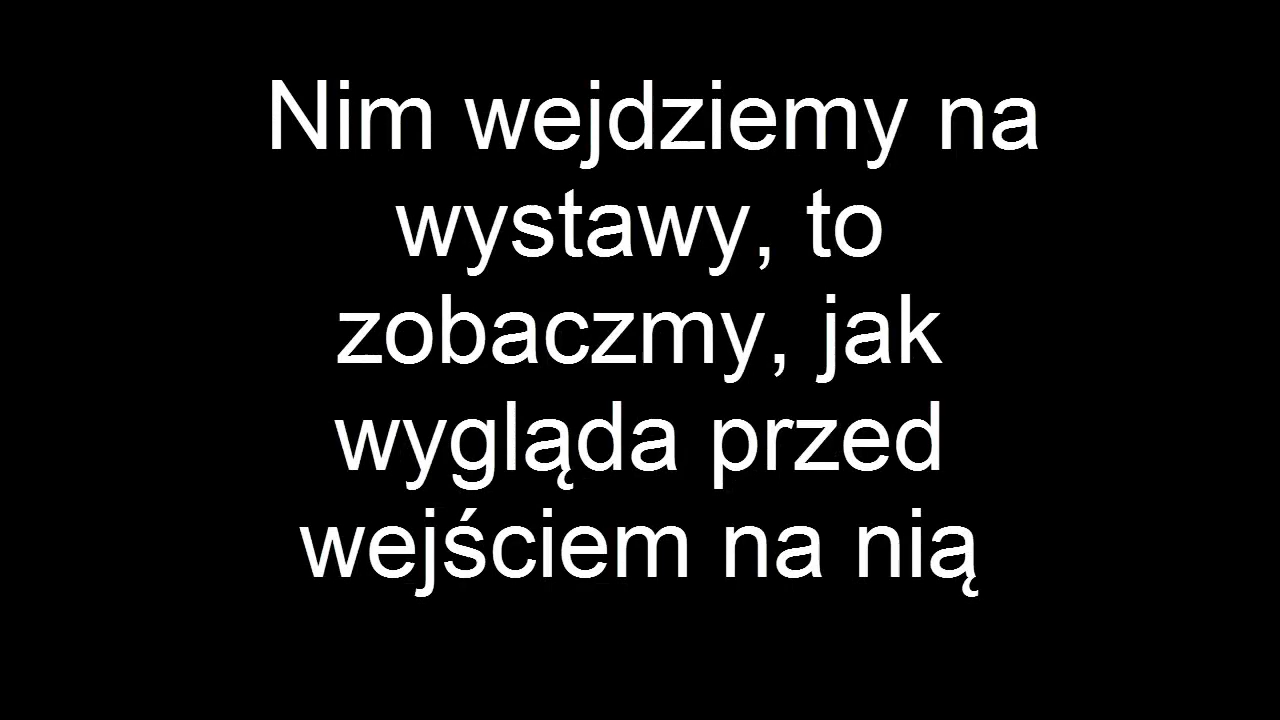 Nim wejdziemy na
wystawy, to
zobaczmy, jak
wygląda przed
wejściem na nią